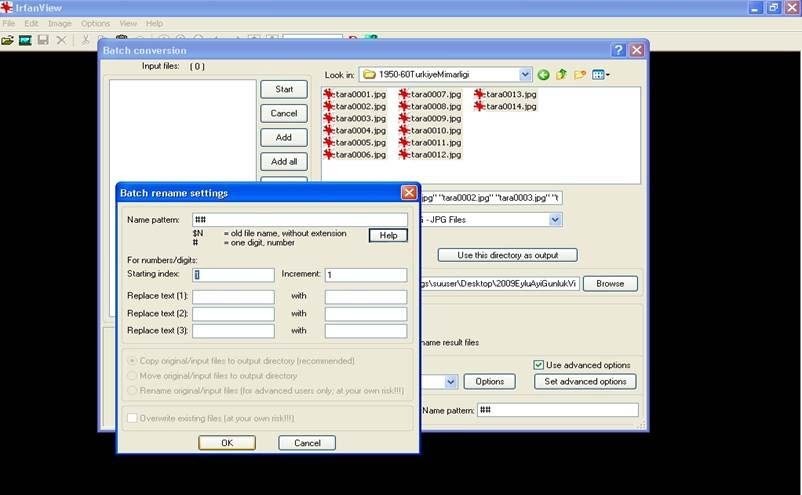 IrfanView
File Edit Image Options View Help
Batch conversion
Input files: ( 0 )
Start
Cancel
Add
Add all
Look in: 1950-60TurkiyeMimarligi
tara0001.jpg tara0007.jpg tara0013.jpg
tara0002.jpg tara0008.jpg tara0014.jpg
tara0003.jpg tara0009.jpg
tara0004.jpg tara0010.jpg
tara0005.jpg tara0011.jpg
tara0006.jpg tara0012.jpg
jpg" "tara0002.jpg" "tara0003.jpg" "t
G - JPG Files
Use this directory as output
gs\suuser\Desktop\2009EyluAyiGunlukVi Browse
name result files
Use advanced options
Options Set advanced options
Name pattern: ##
Batch rename settings
Name pattern: ##
$N = old file name, without extension
# = one digit, number
Help
For numbers/digits:
Starting index: 1 Increment: 1
Replace text (1): with
Replace text (2): with
Replace text (3): with
Copy original/input files to output directory (recommended)
Move original/input files to output directory
Rename original/input files (for advanced users only; at your own risk!!!)
Overwrite existing files (at your own risk!!!)
OK Cancel